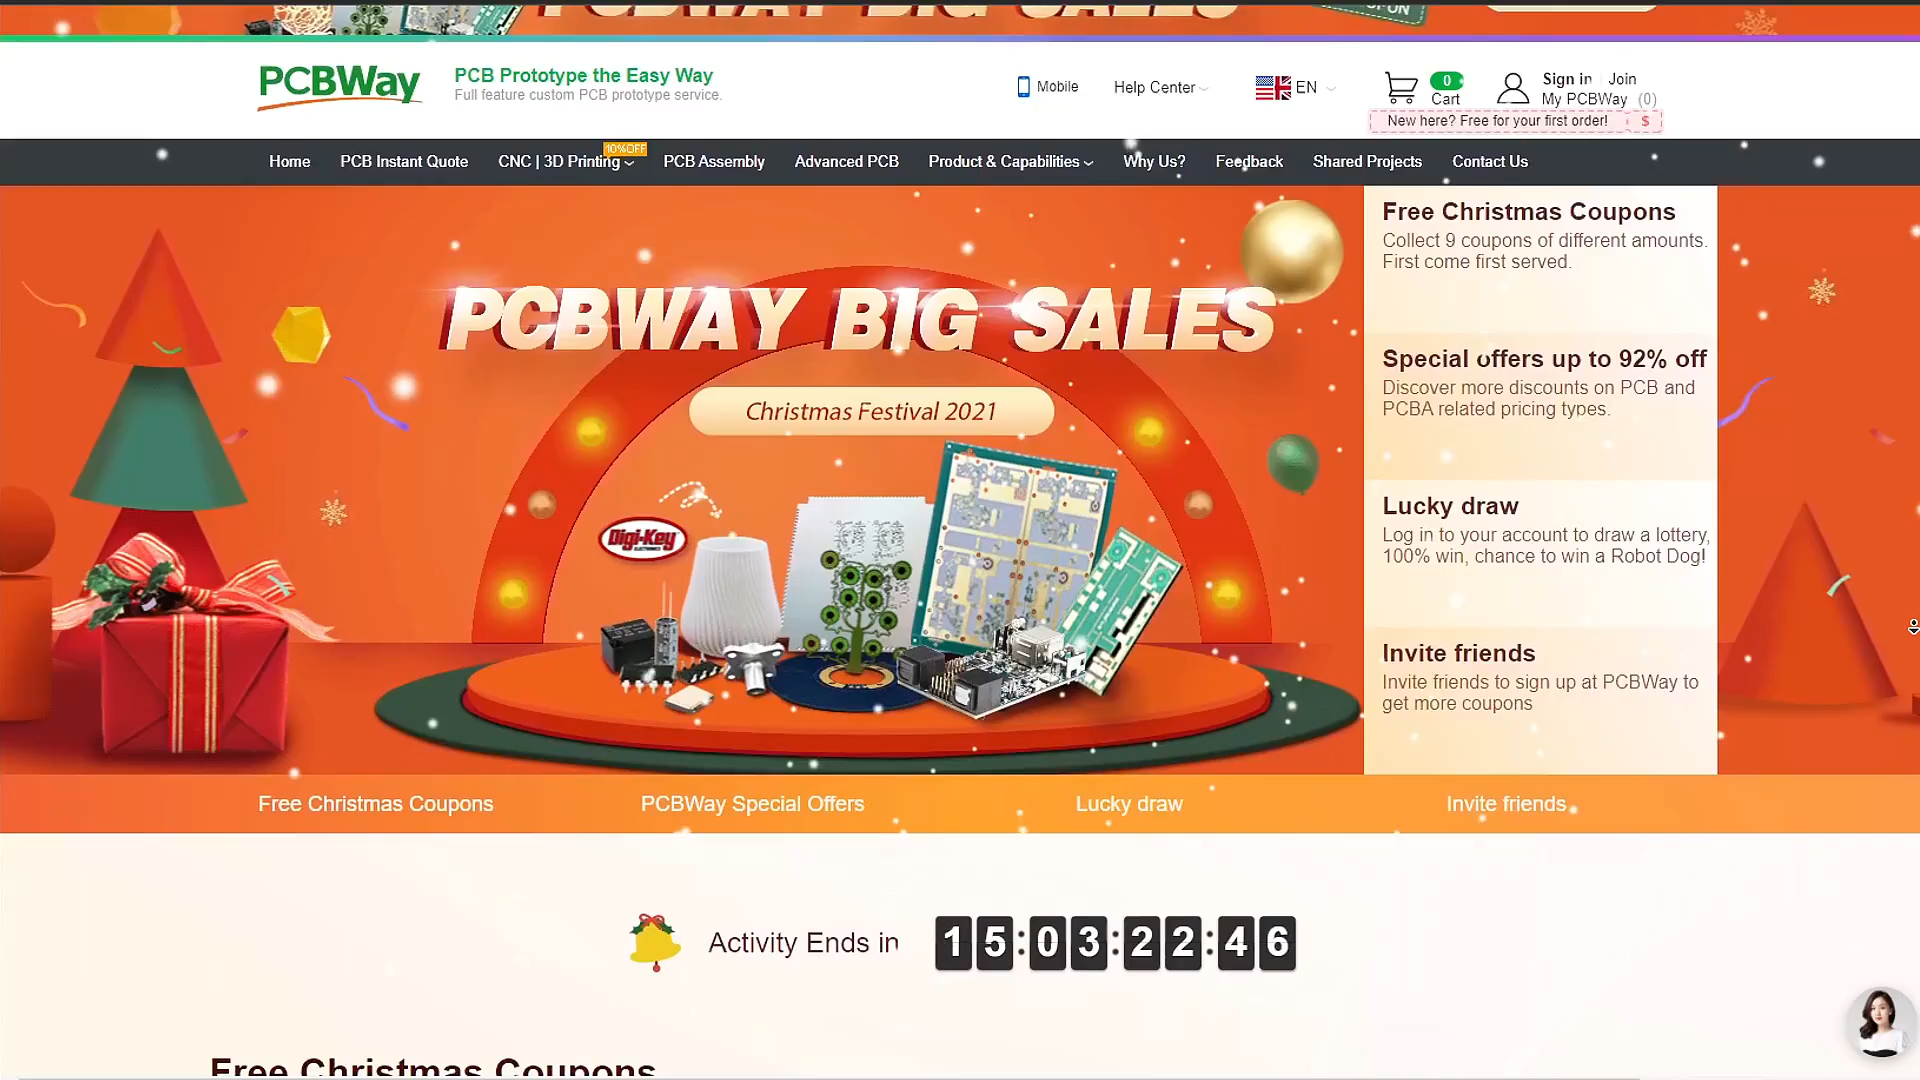 PCBWAY BIG SALES
PCBWay
PCB Prototype the Easy Way
Full feature custom PCB prototype service.
Mobile
Help Center
EN
0
Cart
Sign in
Join
My PCBWay (0)
New here? Free for your first order! $
Home
PCB Instant Quote
CNC | 3D Printing
10%OFF
PCB Assembly
Advanced PCB
Product & Capabilities
Why Us?
Feedback
Shared Projects
Contact Us
PCBWAY BIG SALES
Christmas Festival 2021
Digi-Key
ELECTRONICS
Free Christmas Coupons
Collect 9 coupons of different amounts.
First come first served.
Special offers up to 92% off
Discover more discounts on PCB and
PCBA related pricing types.
Lucky draw
Log in to your account to draw a lottery,
100% win, chance to win a Robot Dog!
Invite friends
Invite friends to sign up at PCBWay to
get more coupons
Free Christmas Coupons
PCBWay Special Offers
Lucky draw
Invite friends
Activity Ends in
15:03:22:46
Free Christmas Coupons